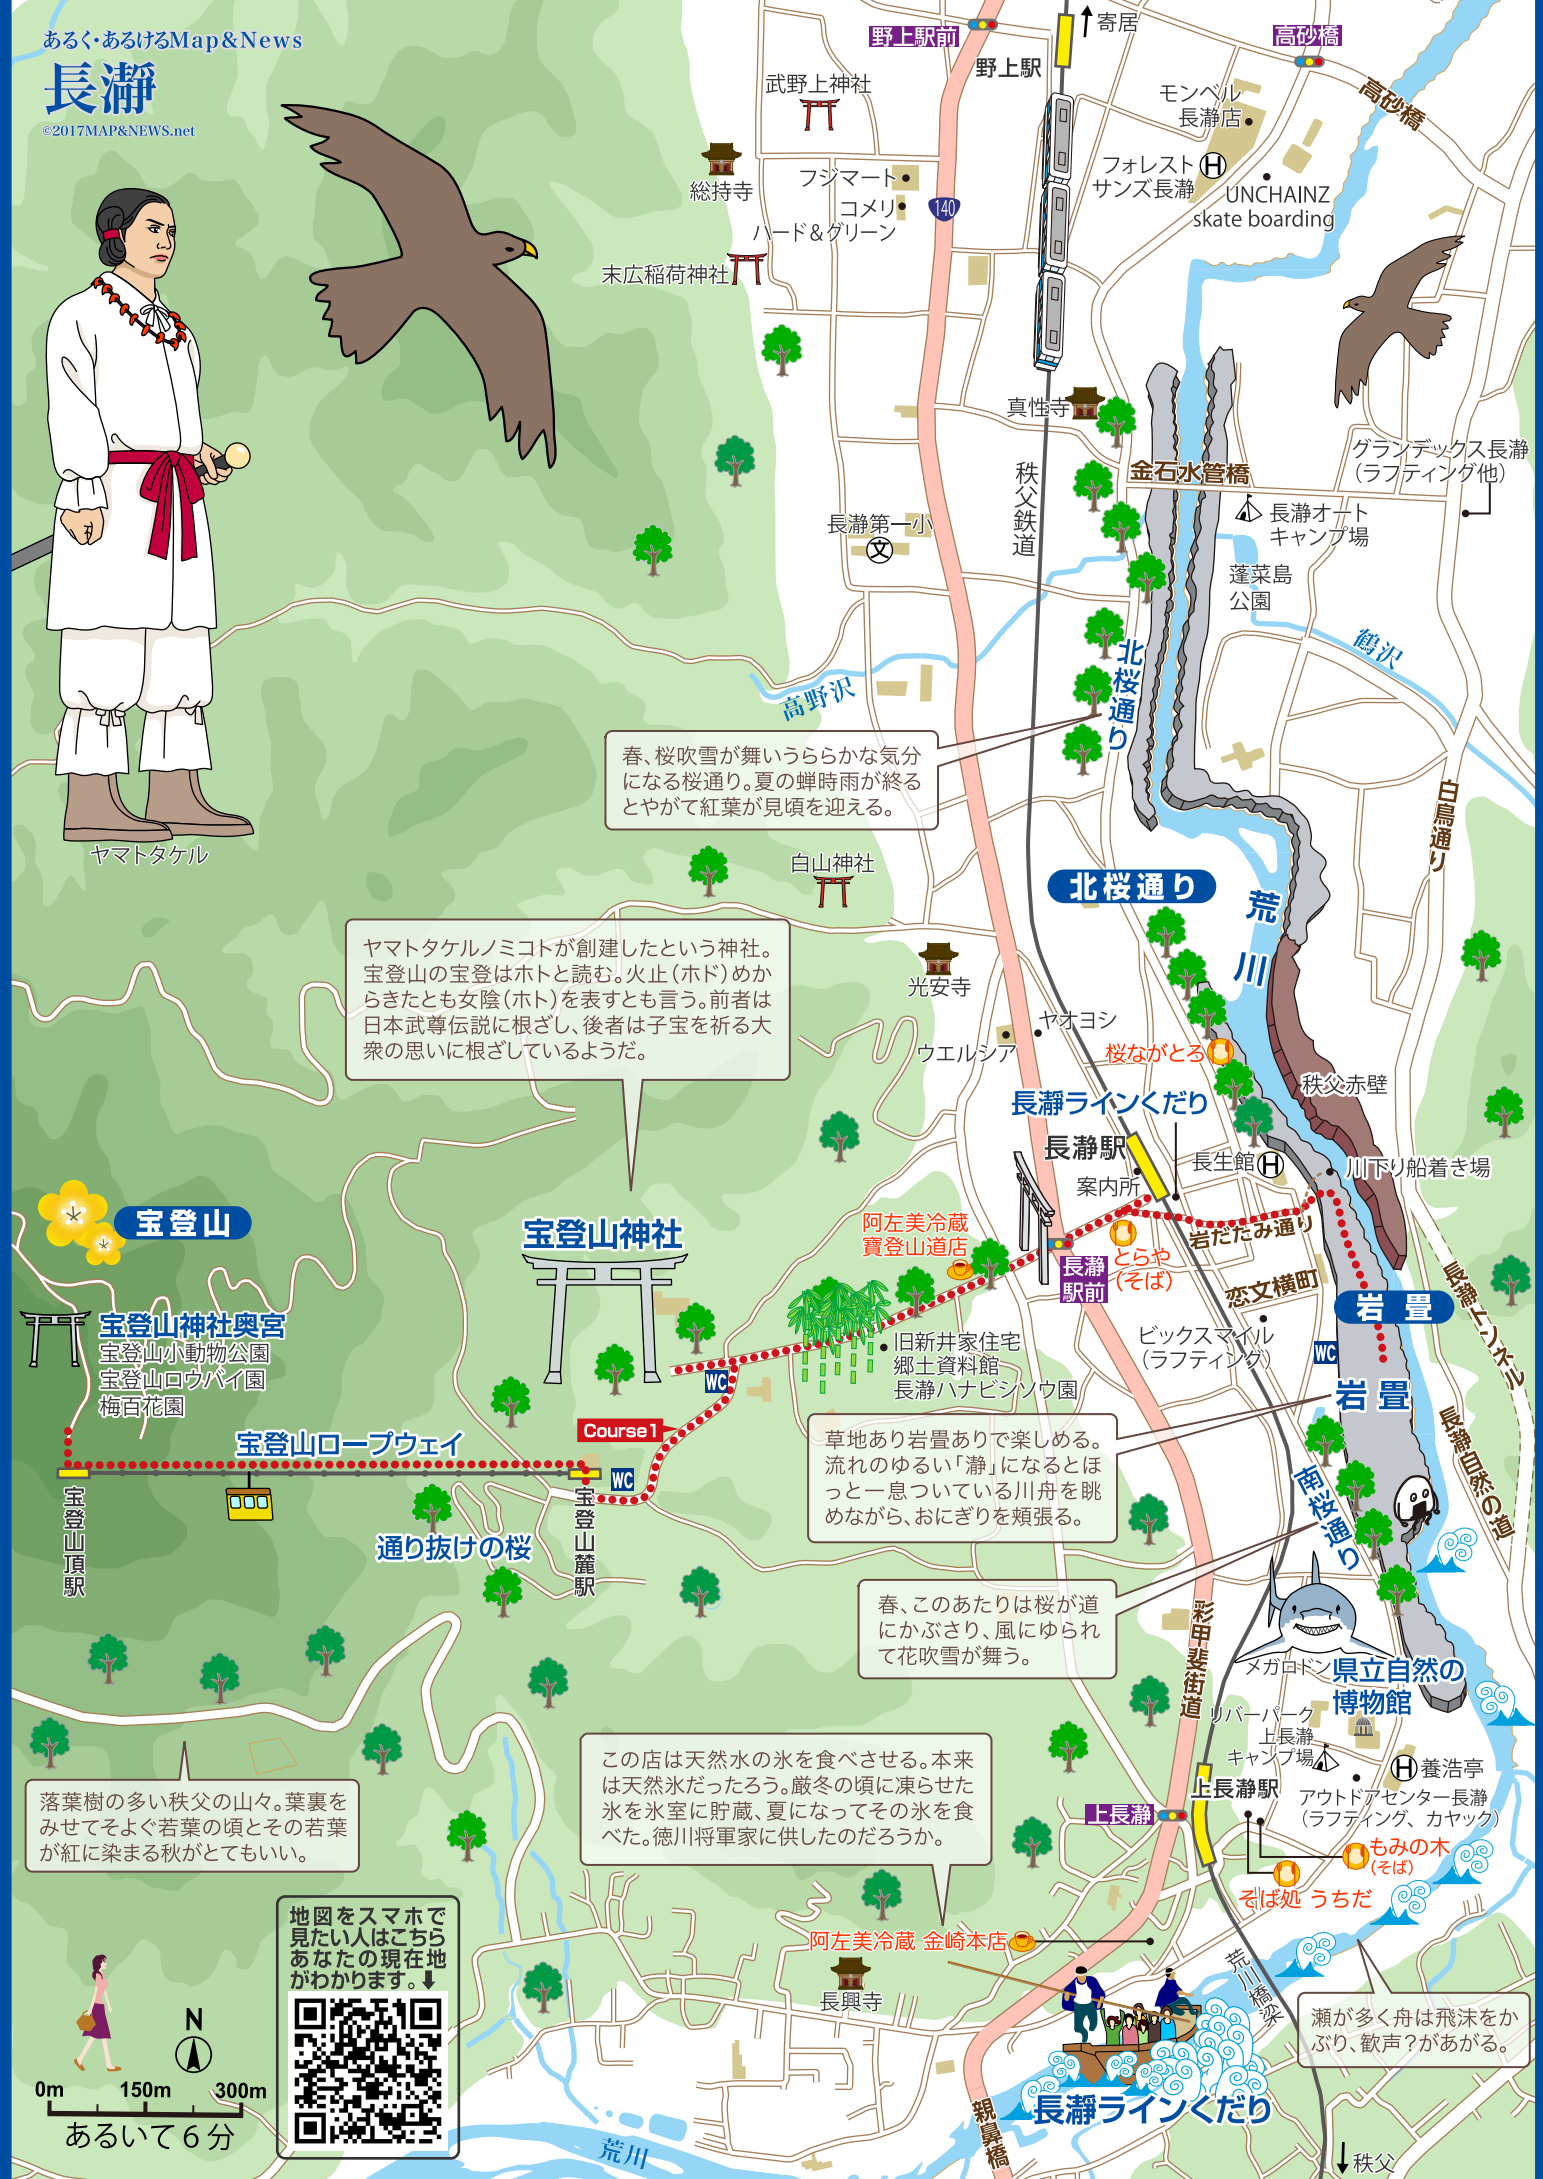 あるく・あるけるMap&News
長瀞
©2017MAP&NEWS.net
野上駅前
野上駅
寄居
高砂橋
高砂橋
武野上神社
モンベル
長瀞店
総持寺
フジマート
コメリ
ハード&グリーン
140
フォレスト
サンズ長瀞
H
UNCHAINZ
skate boarding
末広稲荷神社
真性寺
秩父鉄道
金石水管橋
グランデックス長瀞
(ラフティング他)
長瀞オート
キャンプ場
長瀞第一小
文
蓬菜島
公園
鶴沢
高野沢
北桜通り
春、桜吹雪が舞いうららかな気分
になる桜通り。夏の蝉時雨が終る
とやがて紅葉が見頃を迎える。
白鳥通り
ヤマトタケル
白山神社
北桜通り
荒川
ヤマトタケルノミコトが創建したという神社。
宝登山の宝登はホトと読む。火止(ホド)めか
らきたとも女陰(ホト)を表すとも言う。前者は
日本武尊伝説に根ざし、後者は子宝を祈る大
衆の思いに根ざしているようだ。
光安寺
ヤオヨシ
ウエルシア
桜ながとろ
秩父赤壁
長瀞ラインくだり
長瀞駅
案内所
長生館
H
川下り船着き場
宝登山
宝登山神社
阿左美冷蔵
寶登山道店
長瀞
駅前
とらや
(そば)
岩だたみ通り
恋文横町
岩畳
長瀞トンネル
宝登山神社奥宮
宝登山小動物公園
宝登山ロウバイ園
梅百花園
旧新井家住宅
郷土資料館
長瀞ハナビシソウ園
ビックスマイル
(ラフティング)
WC
WC
岩畳
Course1
草地あり岩畳ありで楽しめる。
流れのゆるい「瀞」になるとほ
っと一息ついている川舟を眺
めながら、おにぎりを頬張る。
長瀞自然の道
宝登山ロープウェイ
WC
宝登山頂駅
宝登山麓駅
通り抜けの桜
南桜通り
春、このあたりは桜が道
にかぶさり、風にゆられ
て花吹雪が舞う。
彩甲斐街道
メガロドン
県立自然の
博物館
リバーパーク
上長瀞
キャンプ場
H
養浩亭
上長瀞駅
アウトドアセンター長瀞
(ラフティング、カヤック)
上長瀞
この店は天然水の氷を食べさせる。本来
は天然氷だったろう。厳冬の頃に凍らせた
氷を氷室に貯蔵、夏になってその氷を食
べた。徳川将軍家に供したのだろうか。
落葉樹の多い秩父の山々。葉裏を
みせてそよぐ若葉の頃とその若葉
が紅に染まる秋がとてもいい。
もみの木
(そば)
そば処 うちだ
地図をスマホで
見たい人はこちら
あなたの現在地
がわかります。
阿左美冷蔵 金崎本店
長興寺
荒川橋梁
瀬が多く舟は飛沫をか
ぶり、歓声?があがる。
N
0m 150m 300m
あるいて6分
長瀞ラインくだり
親鼻橋
荒川
秩父